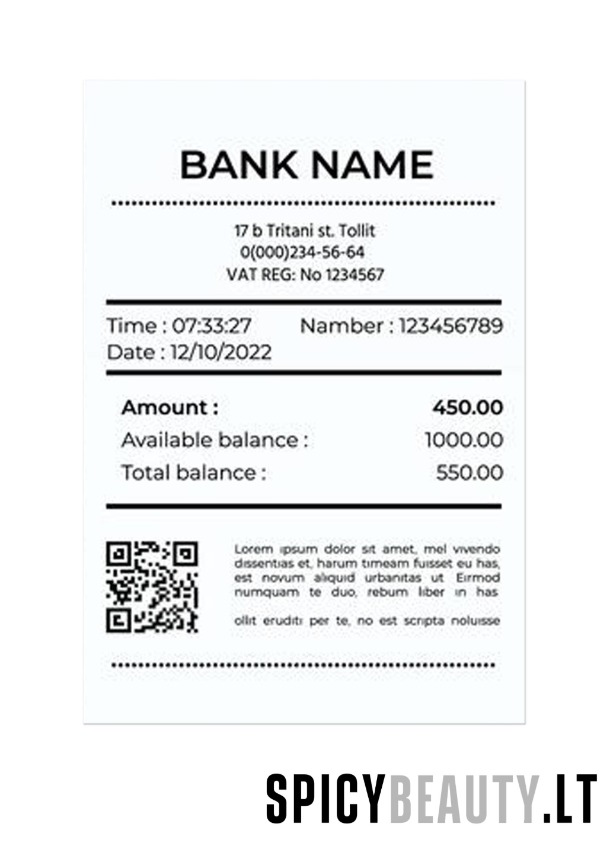 BANK NAME
17 b Tritani st. Tollit
0(000)234-56-64
VAT REG: No 1234567
Time : 07:33:27 Namber : 123456789
Date : 12/10/2022
Amount : 450.00
Available balance : 1000.00
Total balance : 550.00
Lorem ipsum dolor sit amet, mel vivendo
dissentias et, harum timeam fuisset eu has,
est novum aliquid urbanitas ut Eirmod
numquam te duo, rebum liber in has
ollit eruditi per te, no est scripta noluisse
SPICYBEAUTY.LT